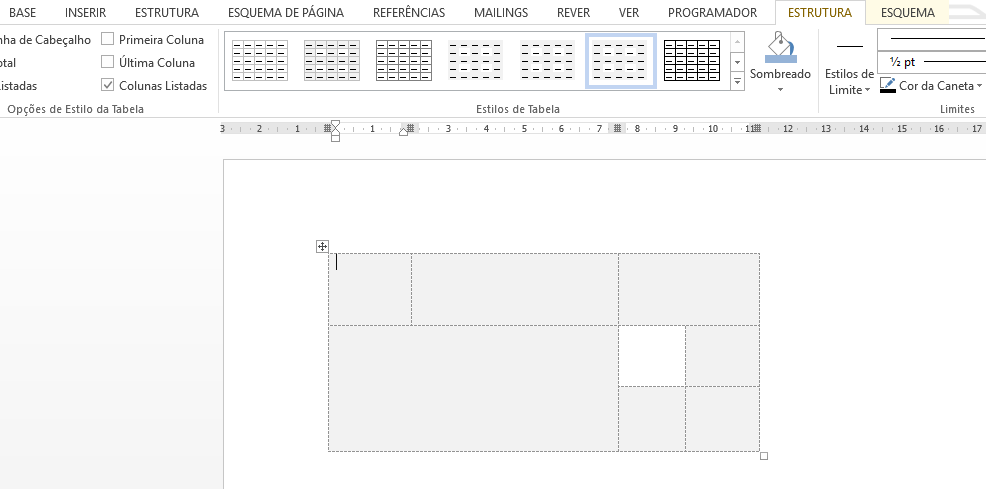 BASE INSERIR ESTRUTURA ESQUEMA DE PÁGINA REFERÊNCIAS MAILINGS REVER VER PROGRAMADOR ESTRUTURA ESQUEMA
nha de Cabeçalho Primeira Coluna
otal Última Coluna
istadas Colunas Listadas
Opções de Estilo da Tabela
Estilos de Tabela
Sombreado
Estilos de
Limite
½ pt
Cor da Caneta
Limites
3 2 1 1 3 4 5 6 7 8 9 10 11 12 13 14 15 16 17